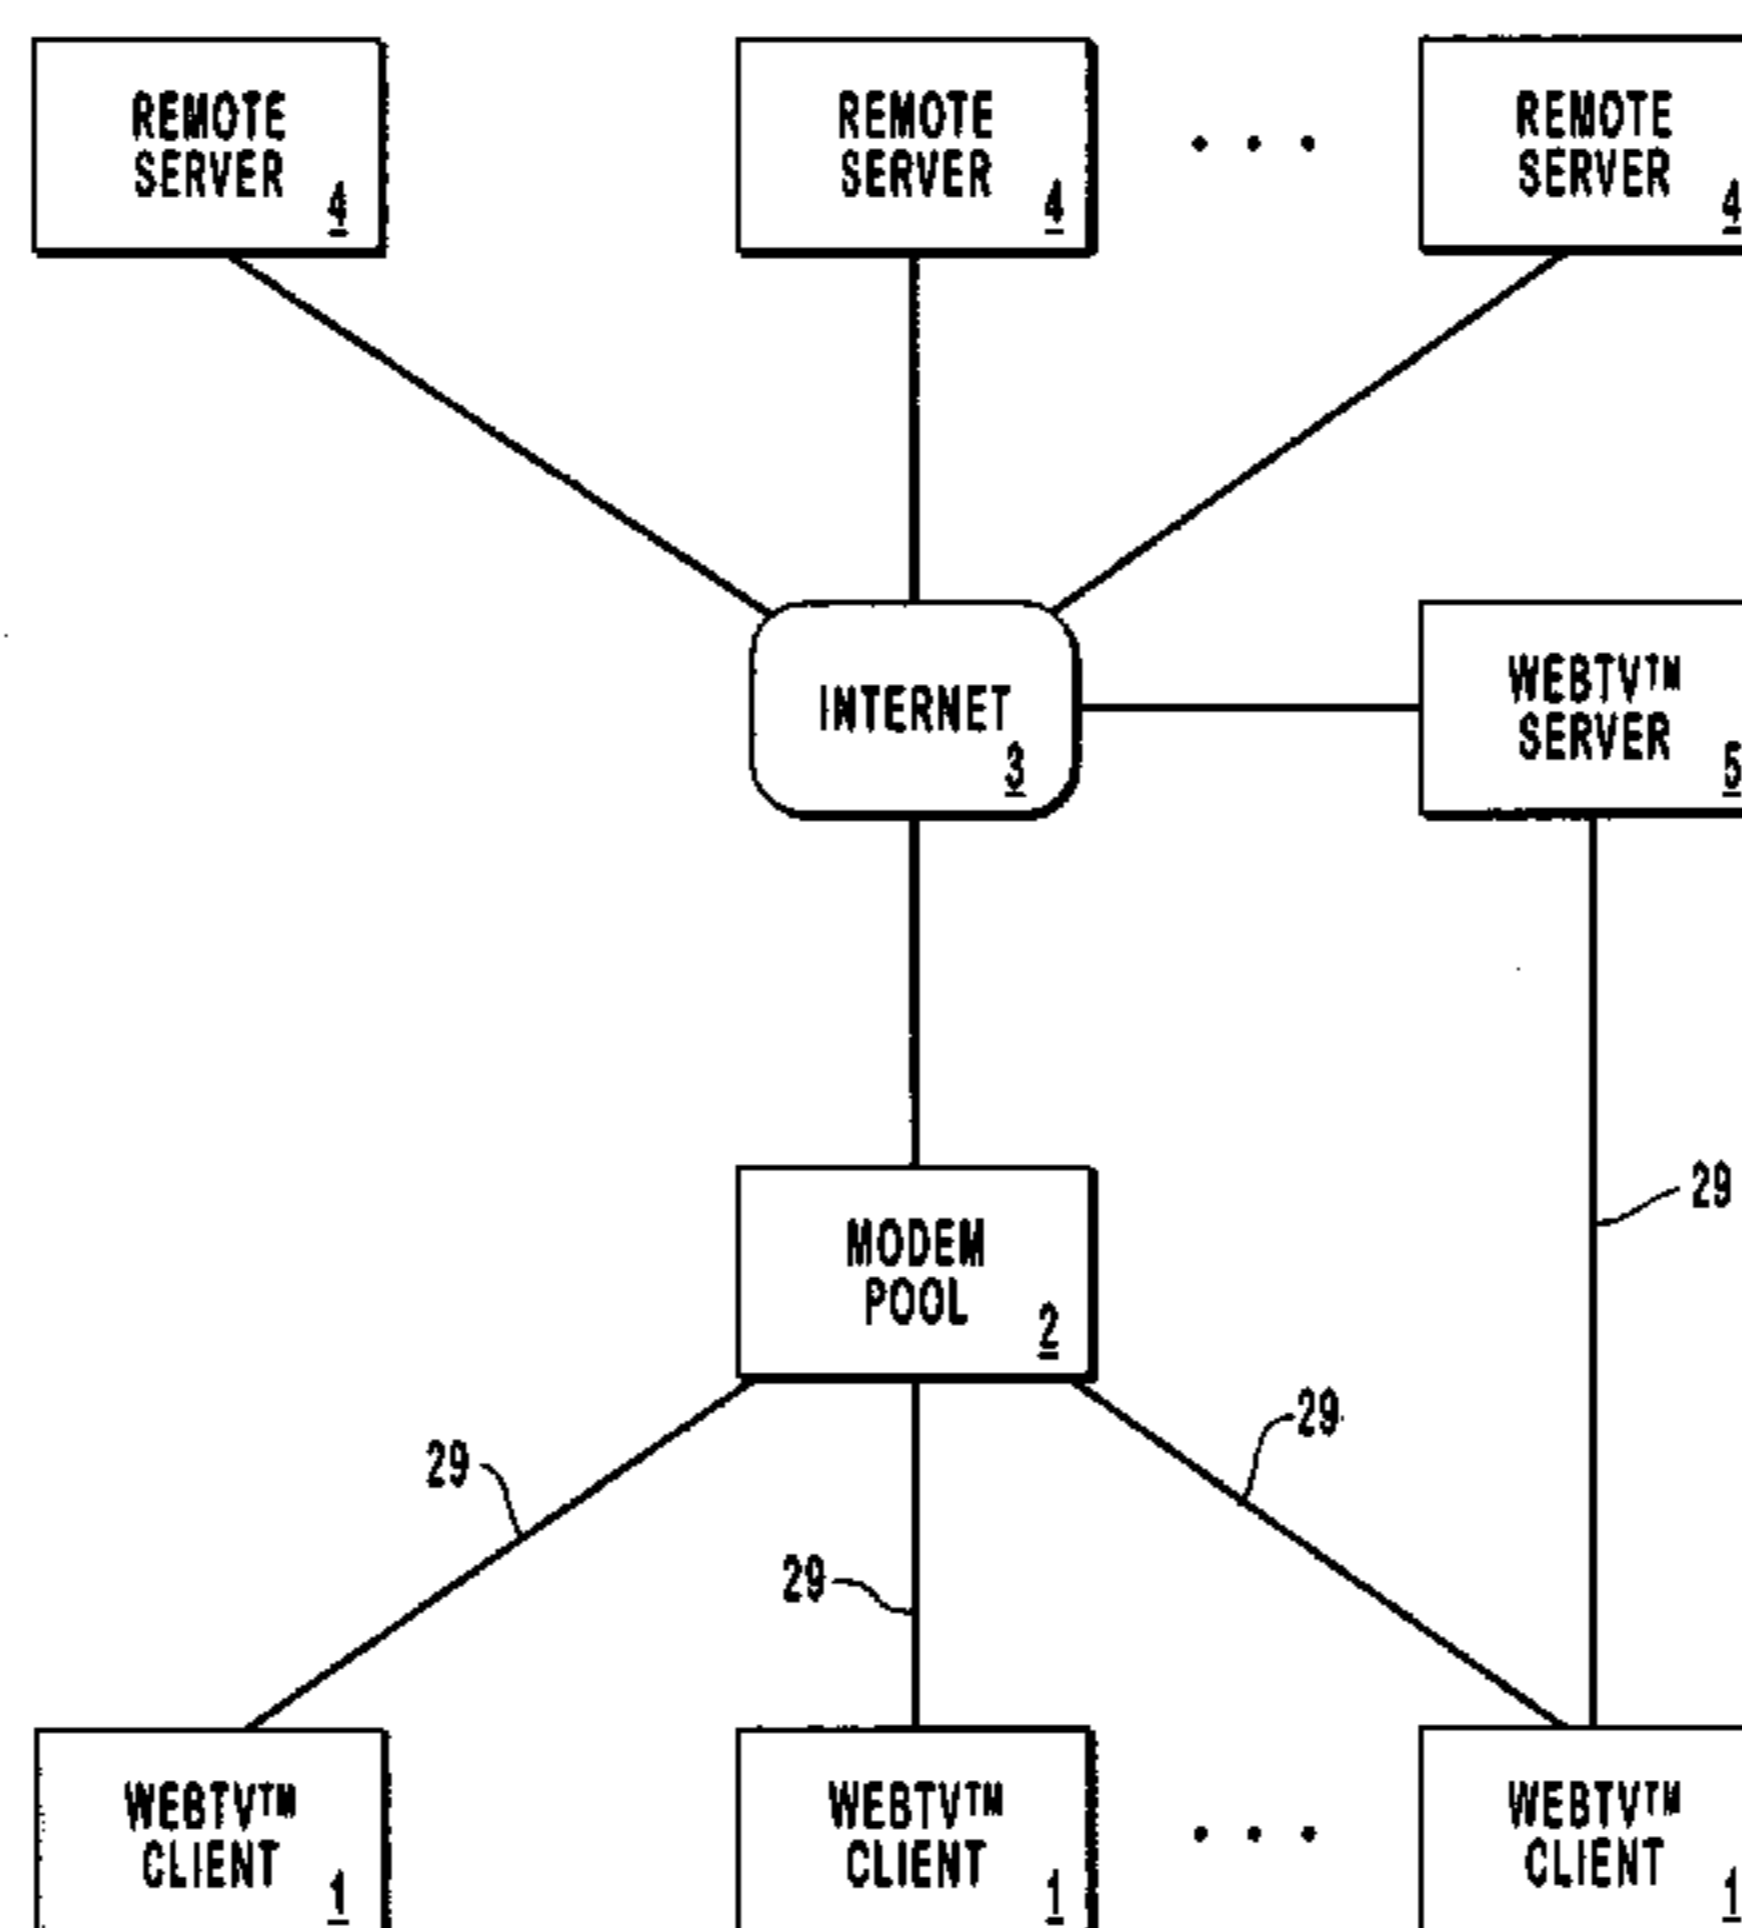 REMOTE
SERVER
4
REMOTE
SERVER
4
REMOTE
SERVER
4
INTERNET
3
WEBTV™
SERVER
5
MODEM
POOL
2
29
29
29
29
WEBTV™
CLIENT
1
WEBTV™
CLIENT
1
WEBTV™
CLIENT
1